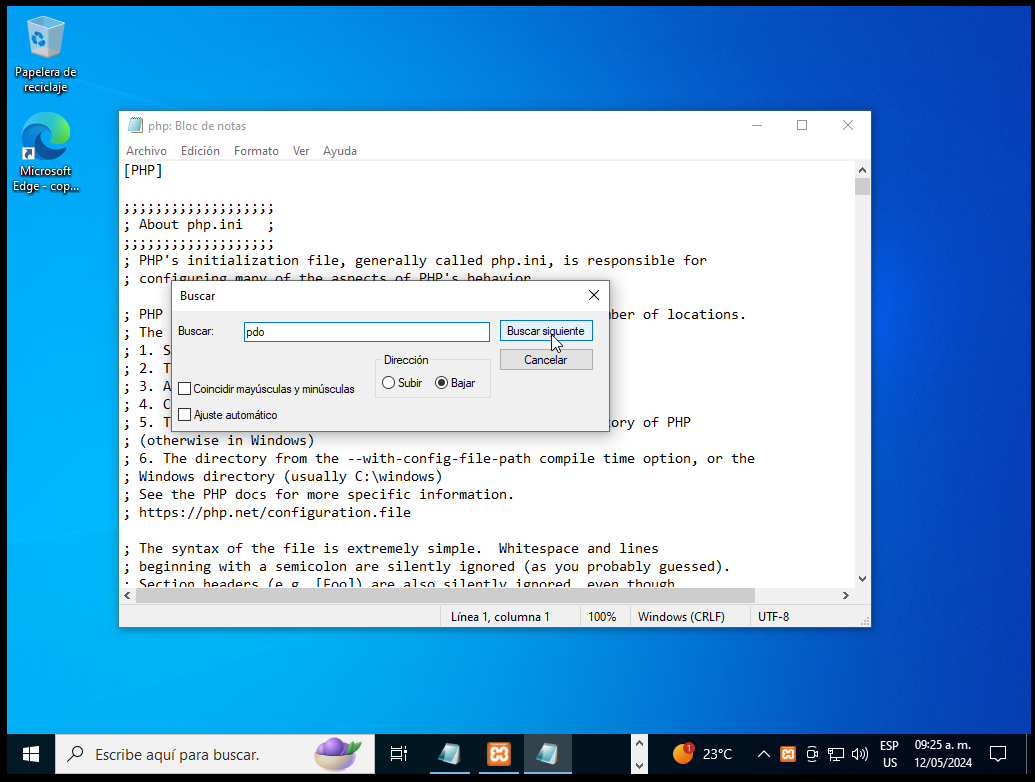 Papelera de
reciclaje
Microsoft
Edge - cop...
php: Bloc de notas
Archivo Edición Formato Ver Ayuda
[PHP]
;;;;;;;;;;;;;;;;;;;
; About php.ini   ;
;;;;;;;;;;;;;;;;;;;
; PHP's initialization file, generally called php.ini, is responsible for
; configuring many of the aspects of PHP's behavior.
; PHP
ber of locations.
; The
; 1. S
; 2. T
; 3. A
; 4. C
; 5. T
ory of PHP
; (otherwise in Windows)
; 6. The directory from the --with-config-file-path compile time option, or the
; Windows directory (usually C:\windows)
; See the PHP docs for more specific information.
; https://php.net/configuration.file
; The syntax of the file is extremely simple.  Whitespace and lines
; beginning with a semicolon are silently ignored (as you probably guessed).
; Section headers (e.g. [Foo]) are also silently ignored, even though
Buscar
Buscar:
pdo
Buscar siguiente
Cancelar
Dirección
Subir
Bajar
Coincidir mayúsculas y minúsculas
Ajuste automático
Línea 1, columna 1
100%
Windows (CRLF)
UTF-8
Escribe aquí para buscar.
1
23°C
ESP
US
09:25 a. m.
12/05/2024